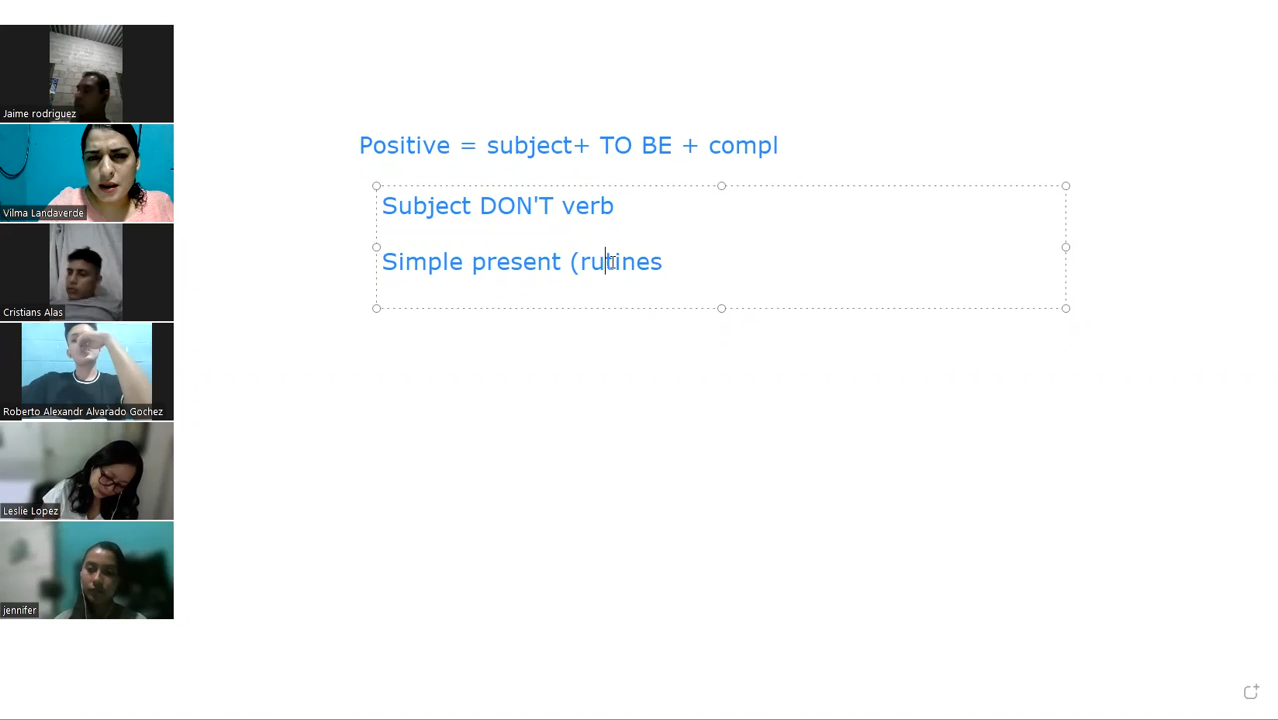 Jaime rodriguez
Vilma Landaverde
Cristians Alas
Roberto Alexandr Alvarado Gochez
Leslie Lopez
jennifer
Positive = subject+ TO BE + compl
Subject DON'T verb
Simple present (rutines